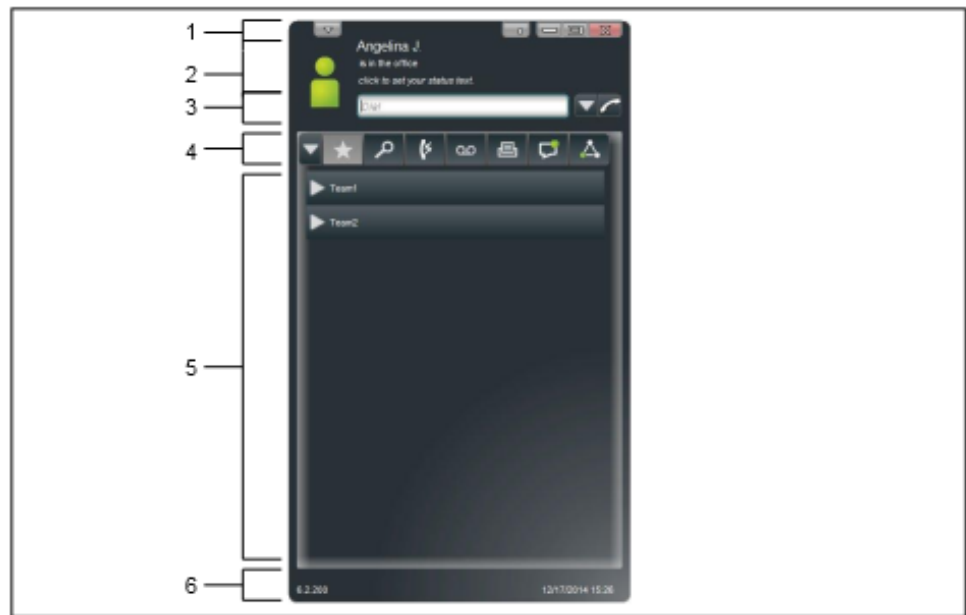 1
2
3
4
5
6
Angelina J.
is in the office
click to set your status text.
Dial
Team1
Team2
6.2.200
12/17/2014 15:26